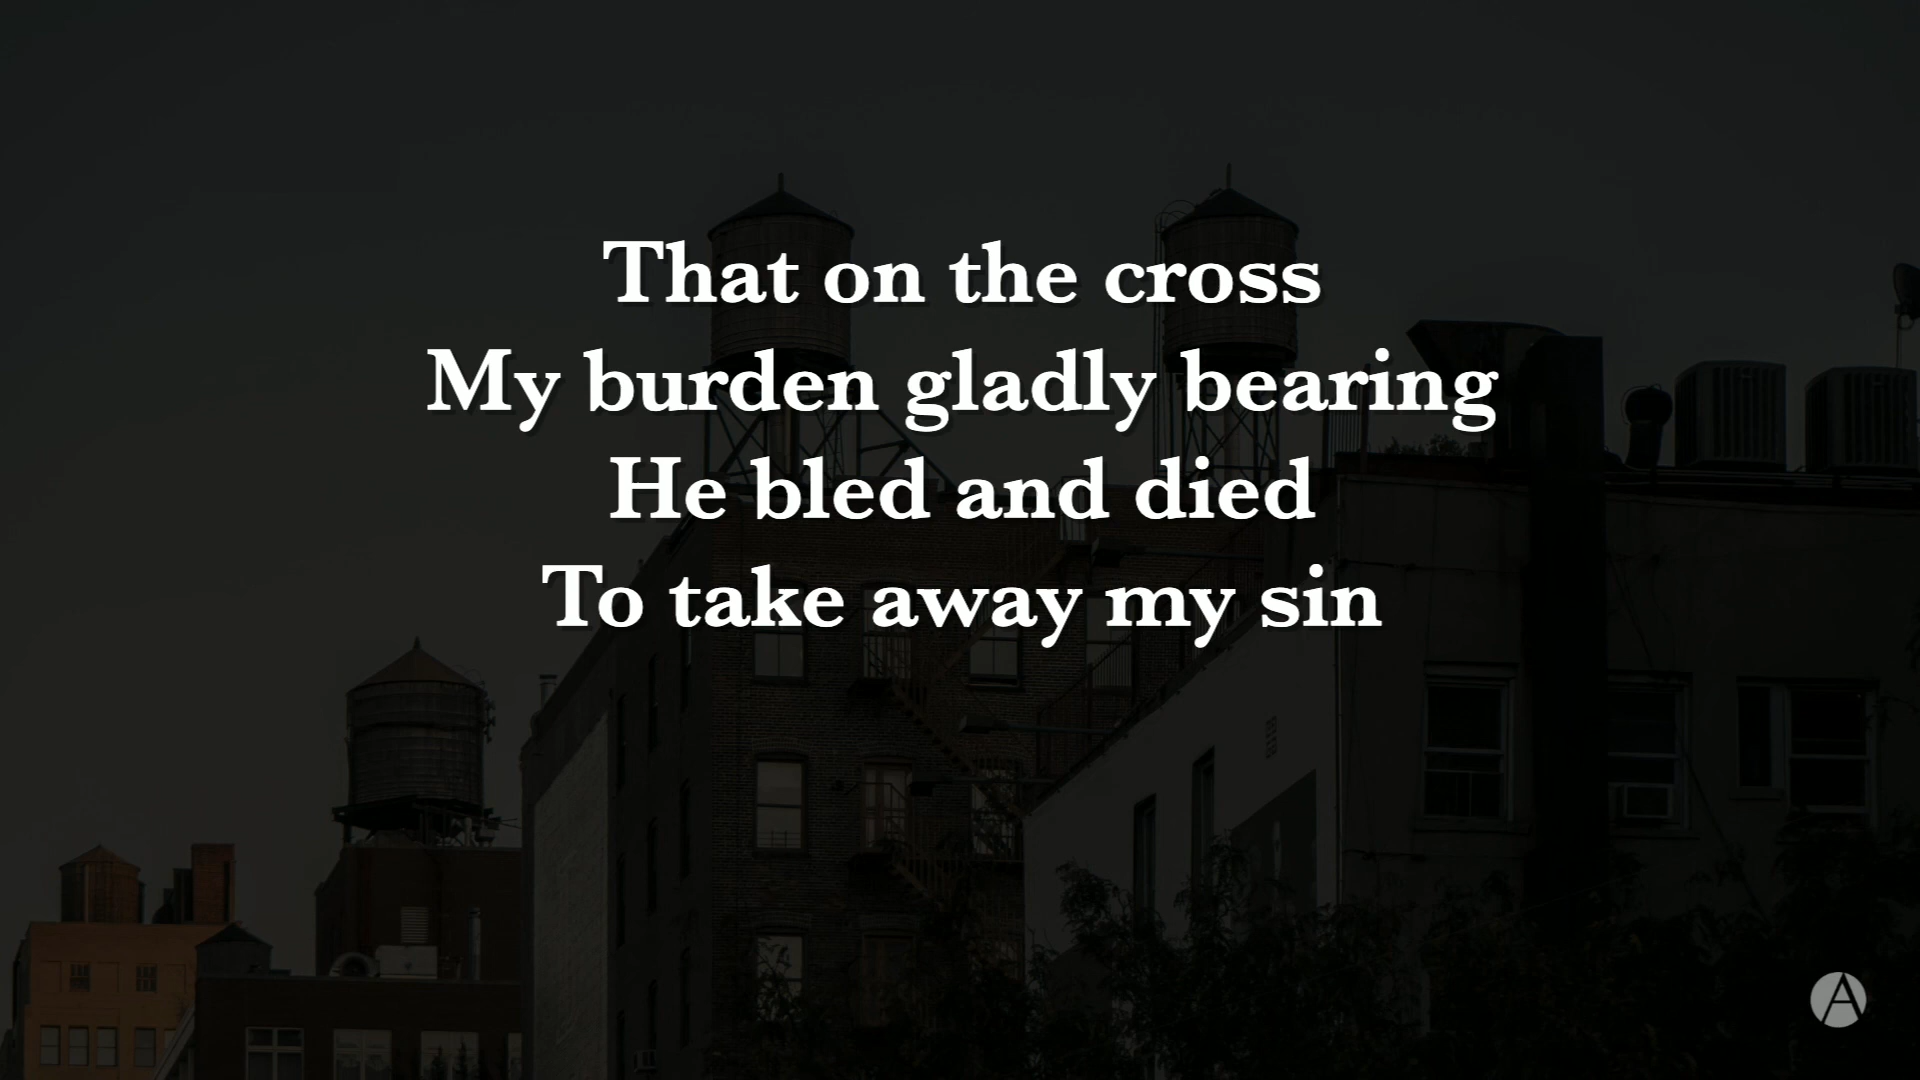 That on the cross
My burden gladly bearing
He bled and died
To take away my sin
A